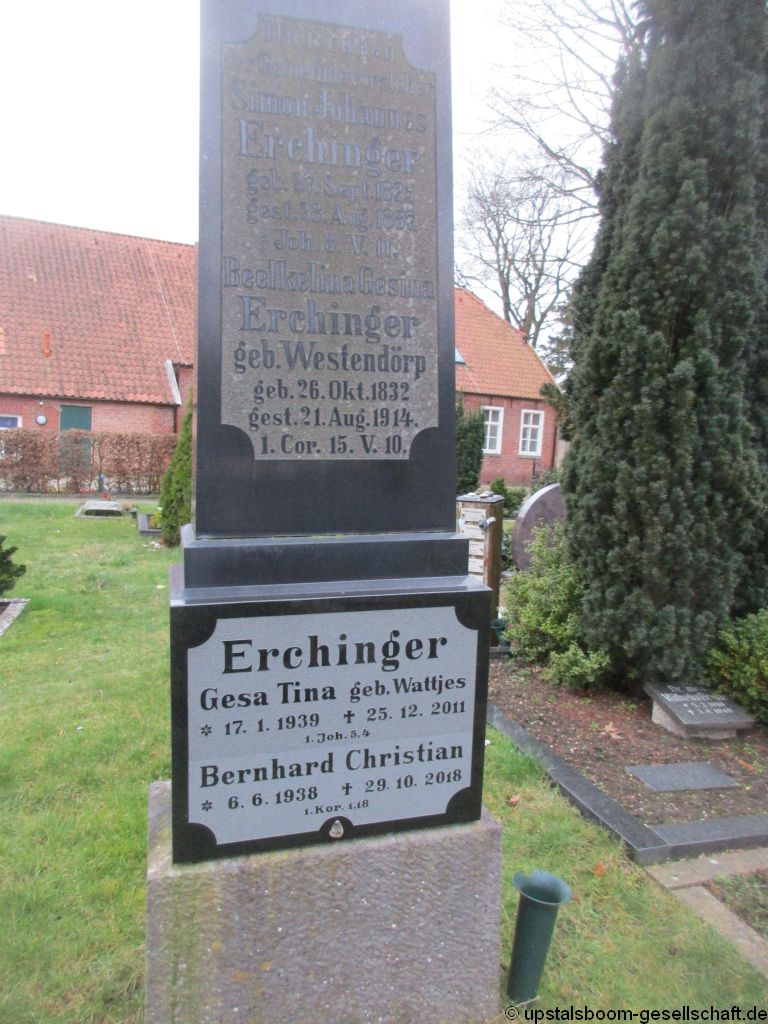 Simon Johannes
Erchinger
geb. Sept. 1825
gest. Aug.
Joh. 8 V. 11.
Beelkelina Gesina
Erchinger
geb. Westendörp
geb. 26. Okt. 1832
gest. 21. Aug. 1914.
1. Cor. 15. V. 10.
Erchinger
Gesa Tina geb. Wattjes
* 17. 1. 1939 ✝ 25. 12. 2011
1. Joh. 5, 4
Bernhard Christian
* 6. 6. 1938 ✝ 29. 10. 2018
1. Kor. 1,18
© upstalsboom-gesellschaft.de